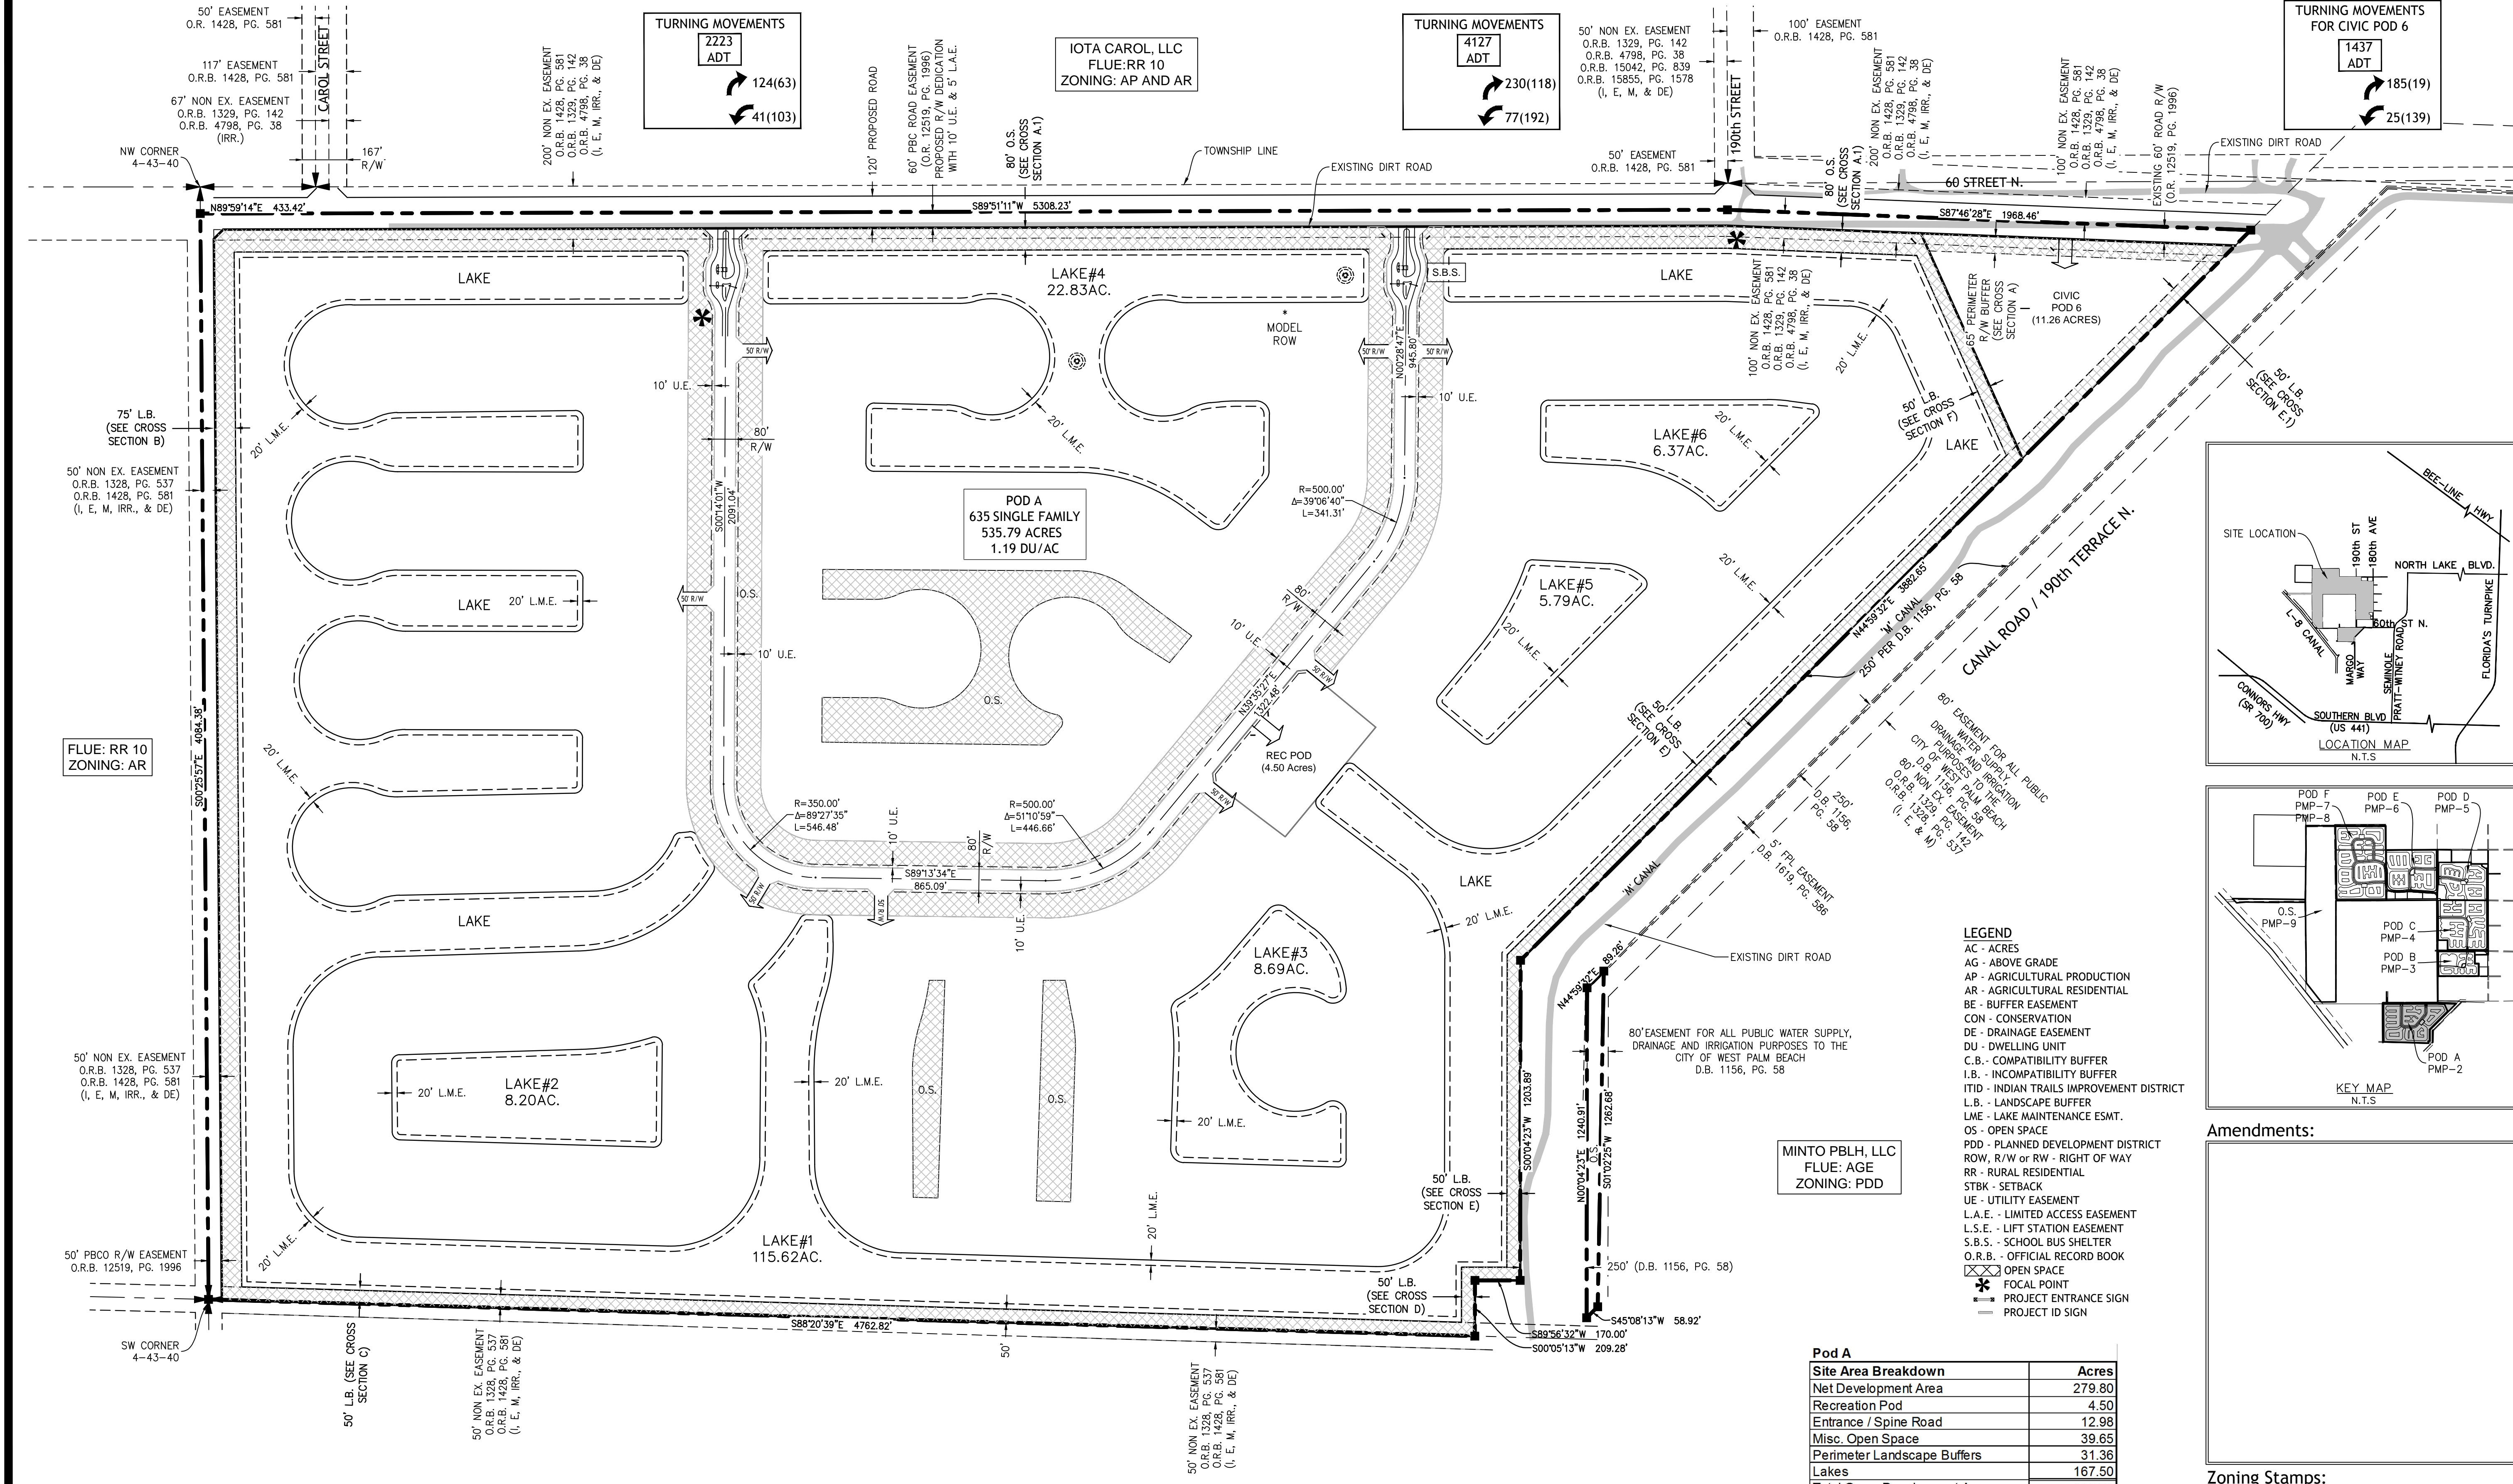 50' EASEMENT
O.R. 1428, PG. 581
CAROL STREET
117' EASEMENT
O.R.B. 1428, PG. 581
67' NON EX. EASEMENT
O.R.B. 1329, PG. 142
O.R.B. 4798, PG. 38
(IRR.)
NW CORNER
4-43-40
167'
R/W
200' NON EX. EASEMENT
O.R.B. 1428, PG. 581
O.R.B. 1329, PG. 142
O.R.B. 4798, PG. 38
(I, E, M, IRR., & DE)
TURNING MOVEMENTS
2223
ADT
124(63)
41(103)
120' PROPOSED ROAD
60' PBC ROAD EASEMENT
(O.R. 12519, PG. 1996)
PROPOSED R/W DEDICATION
WITH 10' U.E. & 5' L.A.E.
80' O.S.
(SEE CROSS
SECTION A.1)
IOTA CAROL, LLC
FLUE:RR 10
ZONING: AP AND AR
TOWNSHIP LINE
EXISTING DIRT ROAD
TURNING MOVEMENTS
4127
ADT
230(118)
77(192)
50' NON EX. EASEMENT
O.R.B. 1329, PG. 142
O.R.B. 4798, PG. 38
O.R.B. 15042, PG. 839
O.R.B. 15855, PG. 1578
(I, E, M, & DE)
50' EASEMENT
O.R.B. 1428, PG. 581
190th STREET
100' EASEMENT
O.R.B. 1428, PG. 581
80' O.S.
(SEE CROSS
SECTION A.1)
200' NON EX. EASEMENT
O.R.B. 1428, PG. 581
O.R.B. 1329, PG. 142
O.R.B. 4798, PG. 38
(I, E, M, IRR., & DE)
60 STREET N.
100' NON EX. EASEMENT
O.R.B. 1428, PG. 581
O.R.B. 1329, PG. 142
O.R.B. 4798, PG. 38
(I, E, M, IRR., & DE)
EXISTING 60' ROAD R/W
(O.R. 12519, PG. 1996)
EXISTING DIRT ROAD
TURNING MOVEMENTS
FOR CIVIC POD 6
1437
ADT
185(19)
25(139)
N89°59'14"E 433.42'
S89°51'11"W 5308.23'
S87°46'28"E 1968.46'
LAKE
LAKE#4
22.83AC.
S.B.S.
LAKE
*
MODEL
ROW
50' R/W
50' R/W
50' R/W
N00°28'47"E
945.80'
10' U.E.
10' U.E.
100' NON EX. EASEMENT
O.R.B. 1428, PG. 581
O.R.B. 1329, PG. 142
O.R.B. 4798, PG. 38
(I, E, M, IRR., & DE)
20' L.M.E.
65' PERIMETER
R/W BUFFER
(SEE CROSS
SECTION A)
CIVIC
POD 6
(11.26 ACRES)
50' L.B.
(SEE CROSS
SECTION E.1)
50' L.B.
(SEE CROSS
SECTION F)
LAKE
75' L.B.
(SEE CROSS
SECTION B)
20' L.M.E.
20' L.M.E.
80'
R/W
LAKE#6
6.37AC.
20' L.M.E.
50' NON EX. EASEMENT
O.R.B. 1328, PG. 537
O.R.B. 1428, PG. 581
(I, E, M, IRR., & DE)
S00°14'01"W
2091.04'
POD A
635 SINGLE FAMILY
535.79 ACRES
1.19 DU/AC
R=500.00'
Δ=39°06'40"
L=341.31'
LAKE
20' L.M.E.
50' R/W
O.S.
10' U.E.
O.S.
80'
R/W
10' U.E.
N39°35'27"E
1322.48'
50' R/W
LAKE#5
5.79AC.
20' L.M.E.
20' L.M.E.
N44°59'32"E 3882.65'
'M' CANAL
250' PER D.B. 1156, PG. 58
CANAL ROAD / 190th TERRACE N.
50' L.B.
(SEE CROSS
SECTION E)
REC POD
(4.50 Acres)
50' R/W
FLUE: RR 10
ZONING: AR
S00°25'57"E 4084.38'
20' L.M.E.
R=350.00'
Δ=89°27'35"
L=546.48'
10' U.E.
R=500.00'
Δ=51°10'59"
L=446.66'
80'
R/W
S89°13'34"E
865.09'
50' R/W
50' R/W
10' U.E.
80' EASEMENT FOR ALL PUBLIC
WATER SUPPLY,
DRAINAGE AND IRRIGATION
PURPOSES TO THE
CITY OF WEST PALM BEACH
D.B. 1156, PG. 58
80' NON EX. EASEMENT
O.R.B. 1329, PG. 142
O.R.B. 1328, PG. 537
(I, E, & M)
250'
D.B. 1156,
PG. 58
5' FPL EASEMENT
D.B. 1619, PG. 586
'M' CANAL
LAKE
LAKE
20' L.M.E.
LAKE#3
8.69AC.
EXISTING DIRT ROAD
N44°59'32"E 89.26'
80'EASEMENT FOR ALL PUBLIC WATER SUPPLY,
DRAINAGE AND IRRIGATION PURPOSES TO THE
CITY OF WEST PALM BEACH
D.B. 1156, PG. 58
50' NON EX. EASEMENT
O.R.B. 1328, PG. 537
O.R.B. 1428, PG. 581
(I, E, M, IRR., & DE)
LAKE#2
8.20AC.
20' L.M.E.
20' L.M.E.
O.S.
O.S.
20' L.M.E.
S00°04'23"W 1203.89'
N00°04'23"E 1240.91'
O.S.
S01°02'25"W 1262.68'
MINTO PBLH, LLC
FLUE: AGE
ZONING: PDD
50' L.B.
(SEE CROSS
SECTION E)
50' PBCO R/W EASEMENT
O.R.B. 12519, PG. 1996
20' L.M.E.
LAKE#1
115.62AC.
20' L.M.E.
50' L.B.
(SEE CROSS
SECTION D)
250' (D.B. 1156, PG. 58)
S45°08'13"W 58.92'
S89°56'32"W 170.00'
S00°05'13"W 209.28'
S88°20'39"E 4762.82'
SW CORNER
4-43-40
50' L.B. (SEE CROSS
SECTION C)
50' NON EX. EASEMENT
O.R.B. 1328, PG. 537
O.R.B. 1428, PG. 581
(I, E, M, IRR., & DE)
50'
50' NON EX. EASEMENT
O.R.B. 1328, PG. 537
O.R.B. 1428, PG. 581
(I, E, M, IRR., & DE)
LEGEND
AC - ACRES
AG - ABOVE GRADE
AP - AGRICULTURAL PRODUCTION
AR - AGRICULTURAL RESIDENTIAL
BE - BUFFER EASEMENT
CON - CONSERVATION
DE - DRAINAGE EASEMENT
DU - DWELLING UNIT
C.B.- COMPATIBILITY BUFFER
I.B. - INCOMPATIBILITY BUFFER
ITID - INDIAN TRAILS IMPROVEMENT DISTRICT
L.B. - LANDSCAPE BUFFER
LME - LAKE MAINTENANCE ESMT.
OS - OPEN SPACE
PDD - PLANNED DEVELOPMENT DISTRICT
ROW, R/W or RW - RIGHT OF WAY
RR - RURAL RESIDENTIAL
STBK - SETBACK
UE - UTILITY EASEMENT
L.A.E. - LIMITED ACCESS EASEMENT
L.S.E. - LIFT STATION EASEMENT
S.B.S. - SCHOOL BUS SHELTER
O.R.B. - OFFICIAL RECORD BOOK
OPEN SPACE
FOCAL POINT
PROJECT ENTRANCE SIGN
PROJECT ID SIGN
BEE-LINE HWY
SITE LOCATION
190th ST
180th AVE
NORTH LAKE BLVD.
L-8 CANAL
60th ST N.
MARGO
WAY
SEMINOLE
PRATT-WITNEY ROAD
FLORIDA'S TURNPIKE
CONNORS HWY
(SR 700)
SOUTHERN BLVD
(US 441)
LOCATION MAP
N.T.S
POD F
PMP-7
PMP-8
POD E
PMP-6
POD D
PMP-5
O.S.
PMP-9
POD C
PMP-4
POD B
PMP-3
POD A
PMP-2
KEY MAP
N.T.S
Amendments:
Zoning Stamps:
Pod A
Site Area Breakdown Acres
Net Development Area 279.80
Recreation Pod 4.50
Entrance / Spine Road 12.98
Misc. Open Space 39.65
Perimeter Landscape Buffers 31.36
Lakes 167.50